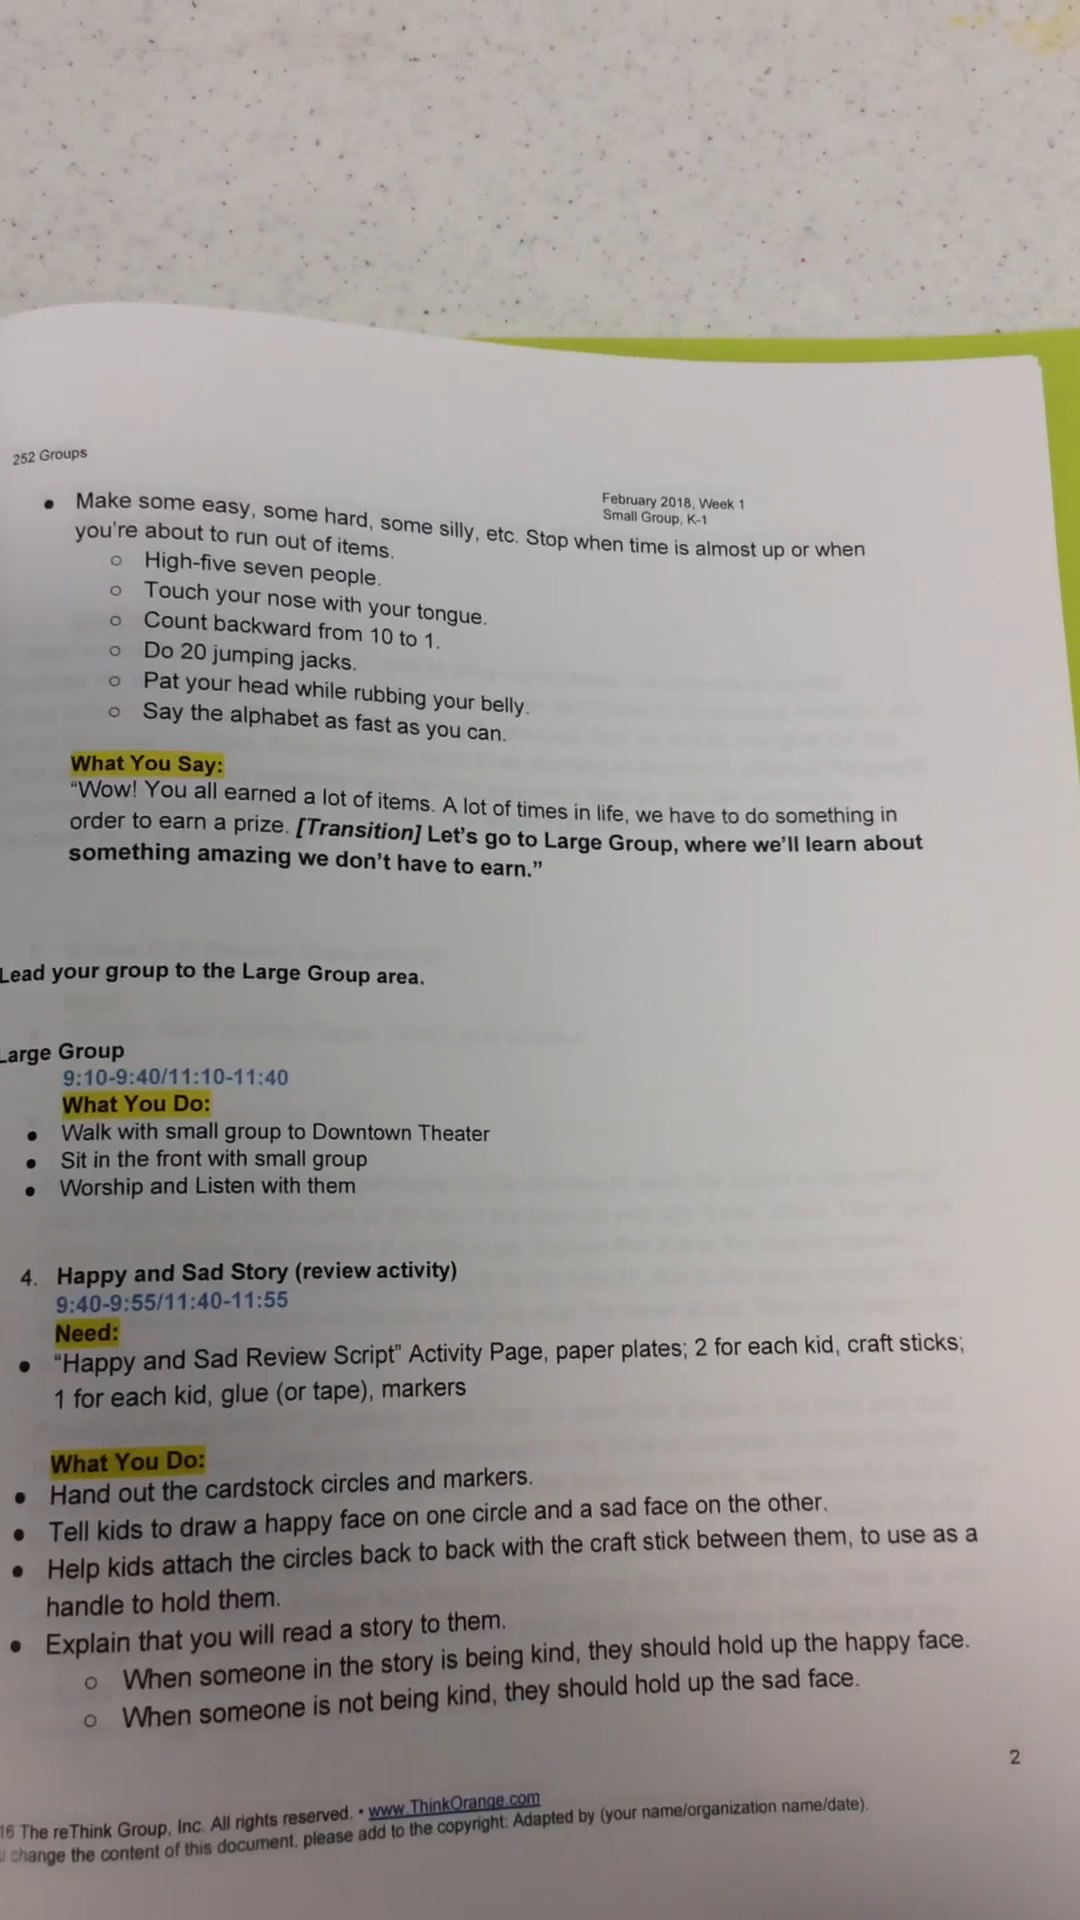 252 Groups
February 2018, Week 1
Small Group, K-1
• Make some easy, some hard, some silly, etc. Stop when time is almost up or when
you're about to run out of items.
○ High-five seven people.
○ Touch your nose with your tongue.
○ Count backward from 10 to 1.
○ Do 20 jumping jacks.
○ Pat your head while rubbing your belly.
○ Say the alphabet as fast as you can.
What You Say:
“Wow! You all earned a lot of items. A lot of times in life, we have to do something in
order to earn a prize. [Transition] Let's go to Large Group, where we'll learn about
something amazing we don't have to earn.”
Lead your group to the Large Group area.
Large Group
9:10-9:40/11:10-11:40
What You Do:
• Walk with small group to Downtown Theater
• Sit in the front with small group
• Worship and Listen with them
4. Happy and Sad Story (review activity)
9:40-9:55/11:40-11:55
Need:
• “Happy and Sad Review Script” Activity Page, paper plates; 2 for each kid, craft sticks;
1 for each kid, glue (or tape), markers
What You Do:
• Hand out the cardstock circles and markers.
• Tell kids to draw a happy face on one circle and a sad face on the other.
• Help kids attach the circles back to back with the craft stick between them, to use as a
handle to hold them.
• Explain that you will read a story to them.
○ When someone in the story is being kind, they should hold up the happy face.
○ When someone is not being kind, they should hold up the sad face.
2
16 The reThink Group, Inc. All rights reserved. • www.ThinkOrange.com
change the content of this document, please add to the copyright: Adapted by (your name/organization name/date).